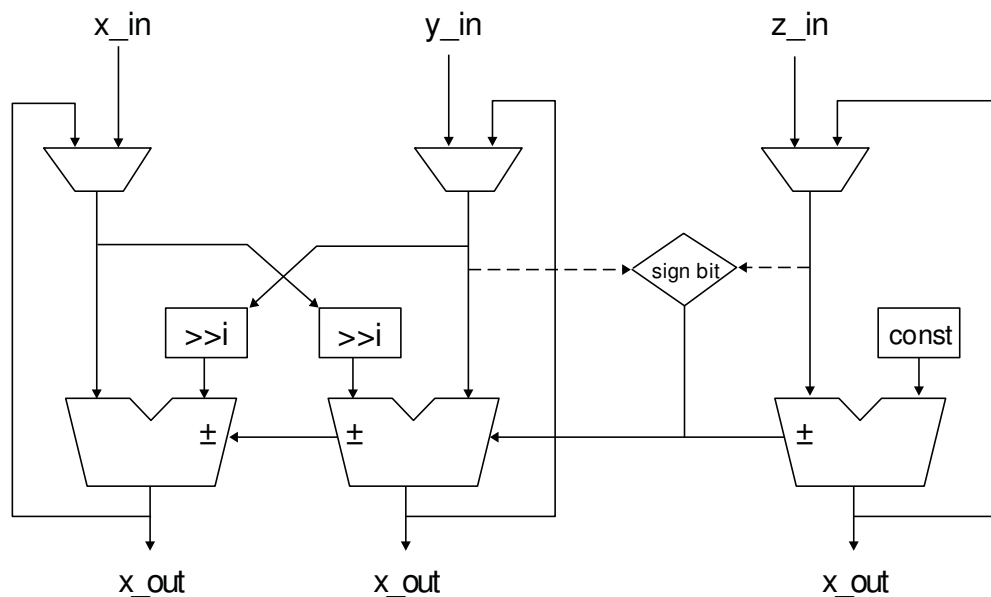 x_in
y_in
z_in
sign bit
>>i
>>i
const
±
±
±
x_out
x_out
x_out